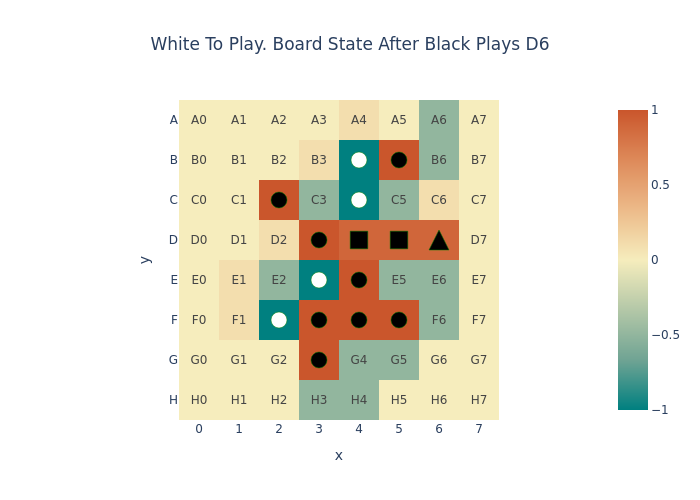 White To Play. Board State After Black Plays D6
A A0 A1 A2 A3 A4 A5 A6 A7
B B0 B1 B2 B3 B6 B7
C C0 C1 C3 C5 C6 C7
D D0 D1 D2 D7
E E0 E1 E2 E5 E6 E7
F F0 F1 F6 F7
G G0 G1 G2 G4 G5 G6 G7
H H0 H1 H2 H3 H4 H5 H6 H7
0 1 2 3 4 5 6 7
x
y
1
0.5
0
−0.5
−1